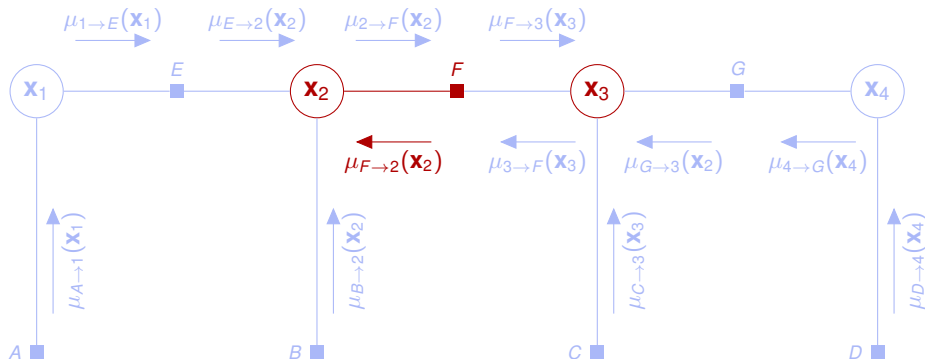 μ₁→E(x₁) μE→₂(x₂) μ₂→F(x₂) μF→₃(x₃)
E F G
x₁ x₂ x₃ x₄
μF→₂(x₂) μ₃→F(x₃) μG→₃(x₂) μ₄→G(x₄)
μA→₁(x₁) μB→₂(x₂) μC→₃(x₃) μD→₄(x₄)
A B C D